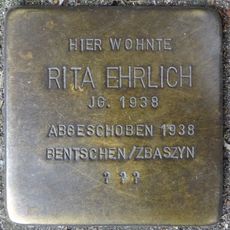 HIER WOHNTE
RITA EHRLICH
JG. 1938
ABGESCHOBEN 1938
BENTSCHEN/ZBASZYN
? ? ?